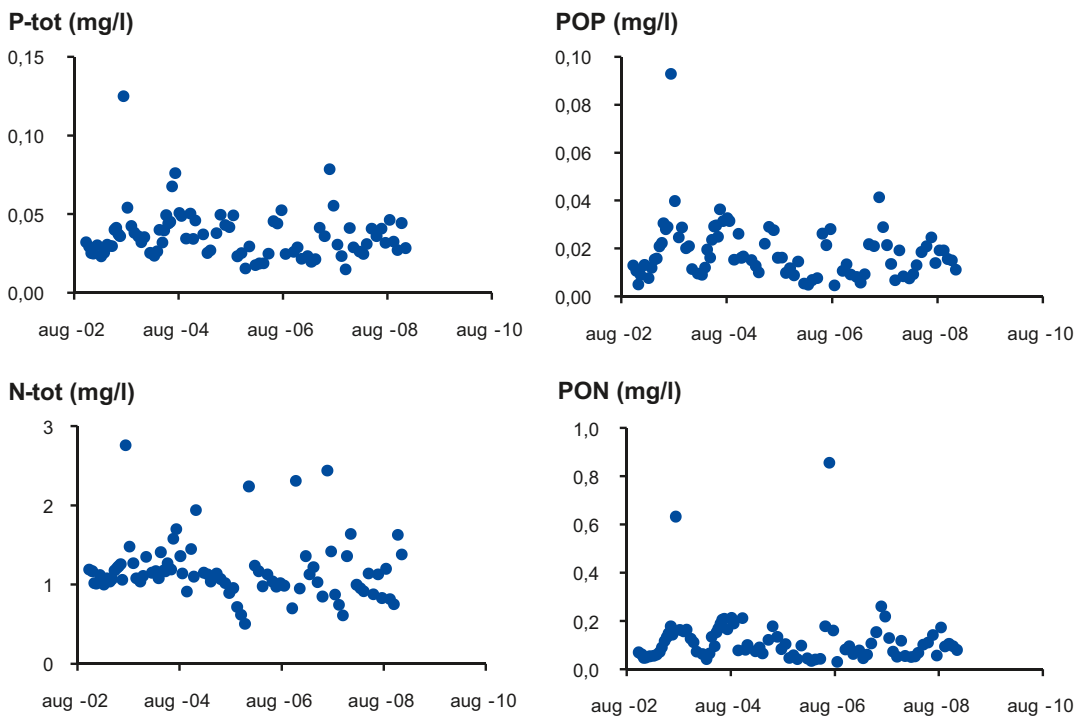 P-tot (mg/l)
0,15
0,10
0,05
0,00
aug -02 aug -04 aug -06 aug -08 aug -10
POP (mg/l)
0,10
0,08
0,06
0,04
0,02
0,00
aug -02 aug -04 aug -06 aug -08 aug -10
N-tot (mg/l)
3
2
1
0
aug -02 aug -04 aug -06 aug -08 aug -10
PON (mg/l)
1,0
0,8
0,6
0,4
0,2
0,0
aug -02 aug -04 aug -06 aug -08 aug -10